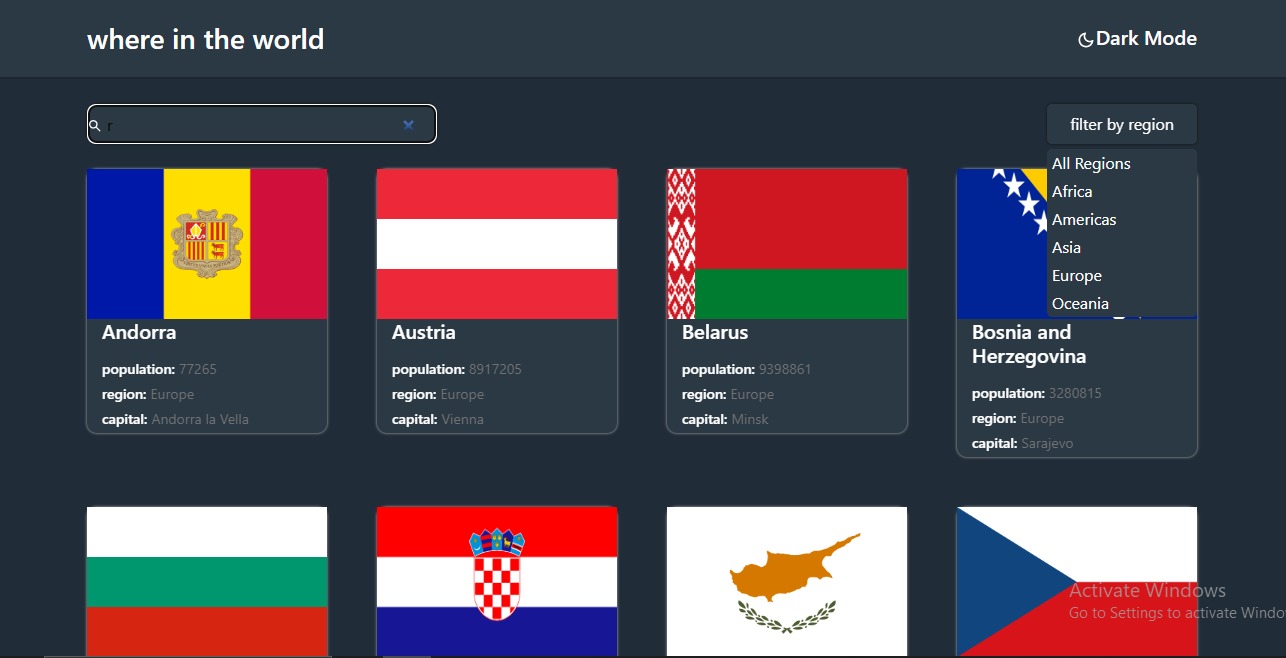 where in the world
Dark Mode
r
filter by region
All Regions
Africa
Americas
Asia
Europe
Oceania
Andorra
population: 77265
region: Europe
capital: Andorra la Vella
Austria
population: 8917205
region: Europe
capital: Vienna
Belarus
population: 9398861
region: Europe
capital: Minsk
Bosnia and
Herzegovina
population: 3280815
region: Europe
capital: Sarajevo
Activate Windows
Go to Settings to activate Windo